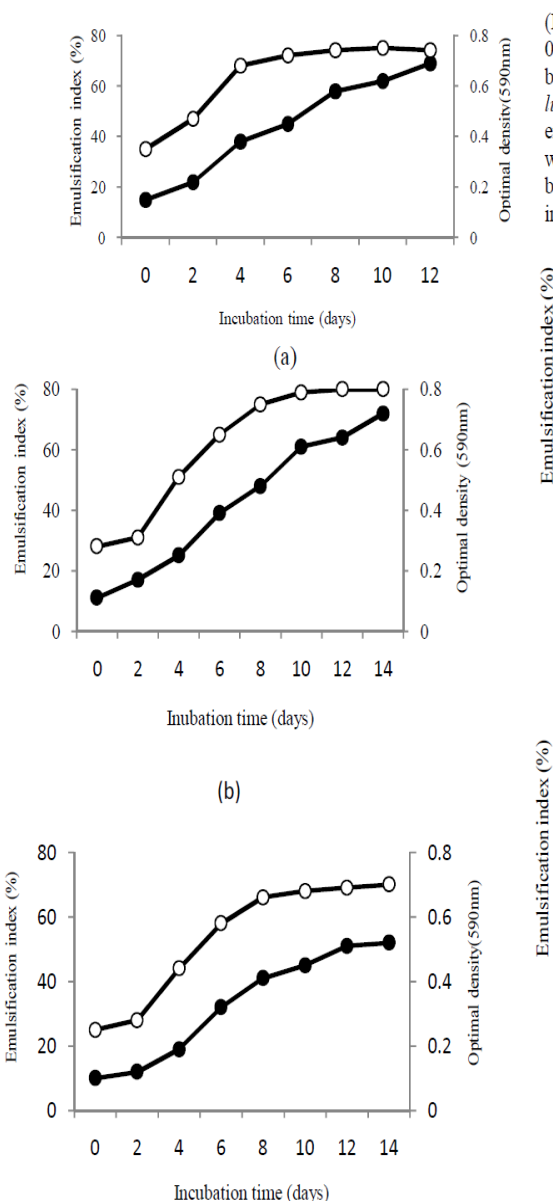 Emulsification index (%)
80
60
40
20
0
0.8
0.6
0.4
0.2
0
Optimal density(590nm)
0 2 4 6 8 10 12
Incubation time (days)
(a)
Emulsification index (%)
80
60
40
20
0
0.8
0.6
0.4
0.2
0
Optimal density (590nm)
0 2 4 6 8 10 12 14
Inubation time (days)
(b)
Emulsification index (%)
80
60
40
20
0
0.8
0.6
0.4
0.2
0
Optimal density(590nm)
0 2 4 6 8 10 12 14
Incubation time (days)
Emulsification index (%)
Emulsification index (%)